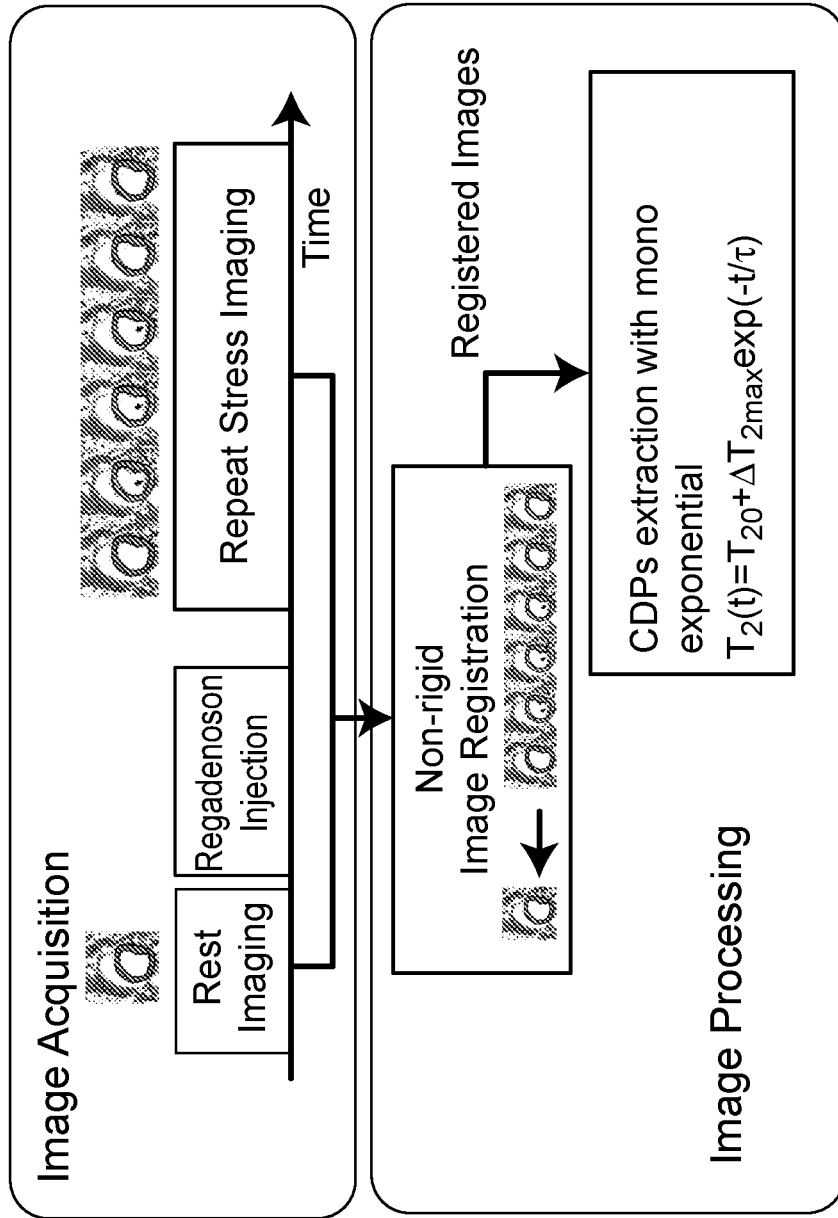 Image Acquisition
Rest
Imaging
Regadenoson
Injection
Repeat Stress Imaging
Time
Non-rigid
Image Registration
Registered Images
CDPs extraction with mono
exponential
T₂(t)=T₂₀+ΔT₂maxexp(-t/τ)
Image Processing